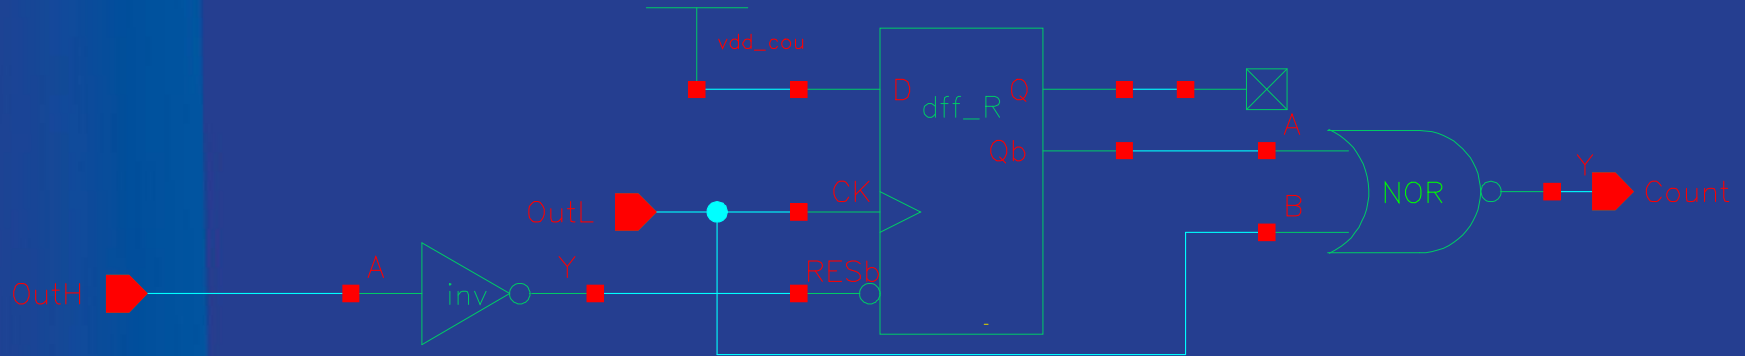 vdd_cou
D
Q
dff_R
Qb
A
CK
OutL
B
NOR
Y
Count
RESb
A
Y
inv
OutH